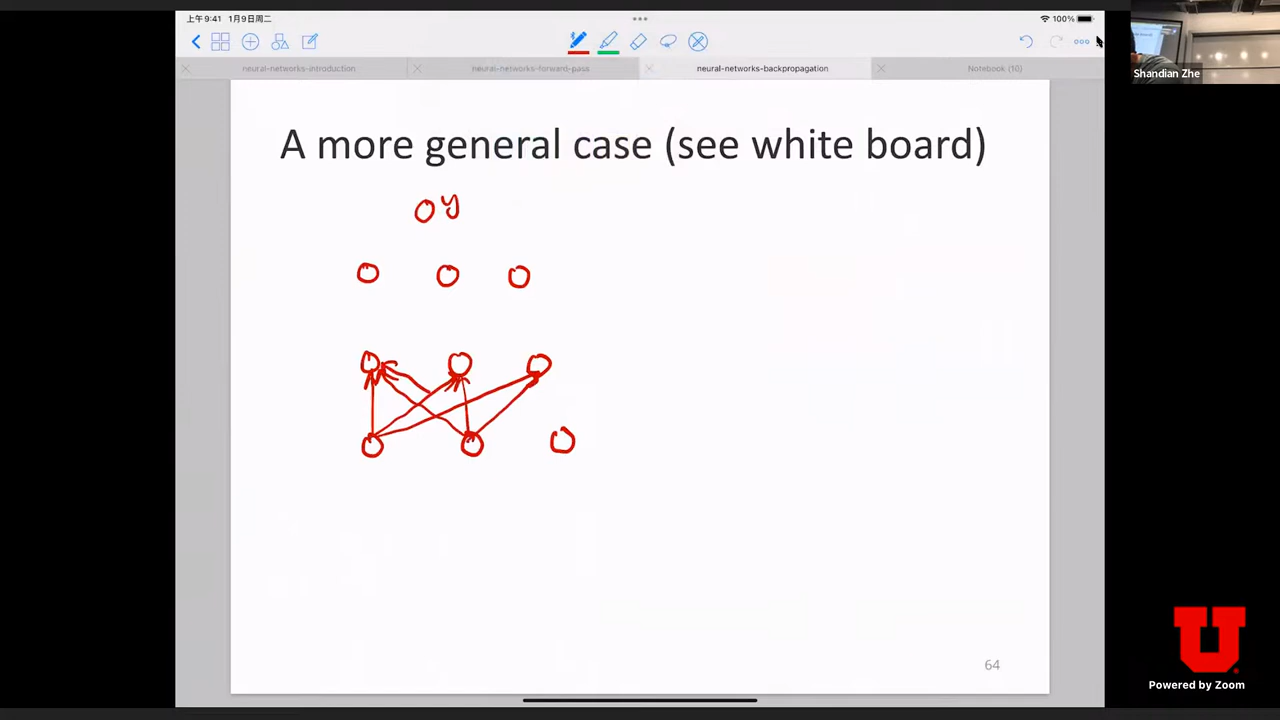 上午9:41 1月9日周二
100%
neural-networks-introduction
neural-networks-forward-pass
neural-networks-backpropagation
Notebook (10)
Shandian Zhe
A more general case (see white board)
y
64
U
Powered by Zoom